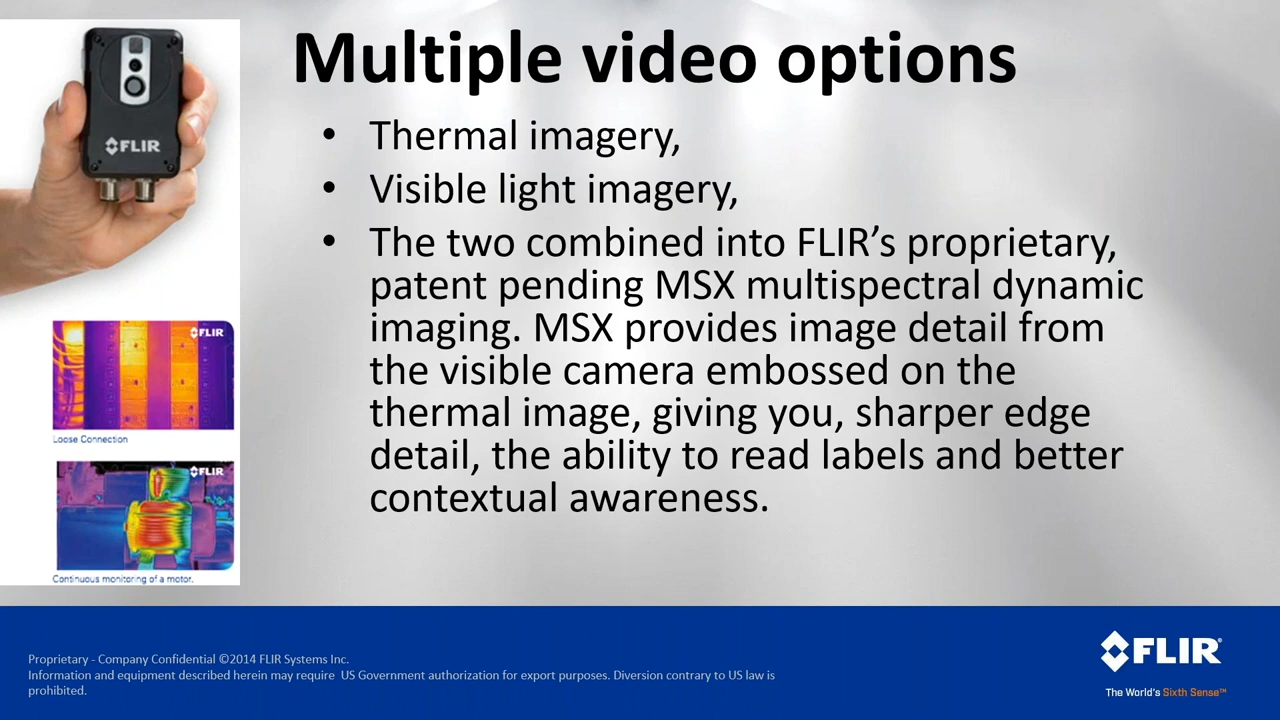 Multiple video options
• Thermal imagery,
• Visible light imagery,
• The two combined into FLIR’s proprietary,
patent pending MSX multispectral dynamic
imaging. MSX provides image detail from
the visible camera embossed on the
thermal image, giving you, sharper edge
detail, the ability to read labels and better
contextual awareness.
FLIR
FLIR
Loose Connection
FLIR
Continuous monitoring of a motor.
Proprietary - Company Confidential ©2014 FLIR Systems Inc.
Information and equipment described herein may require US Government authorization for export purposes. Diversion contrary to US law is
prohibited.
FLIR®
The World’s Sixth Sense™